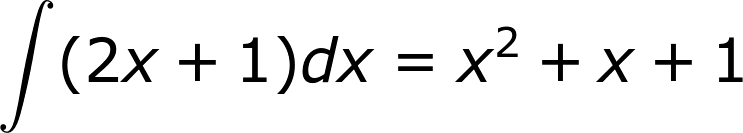 ∫(2x + 1)dx = x² + x + 1